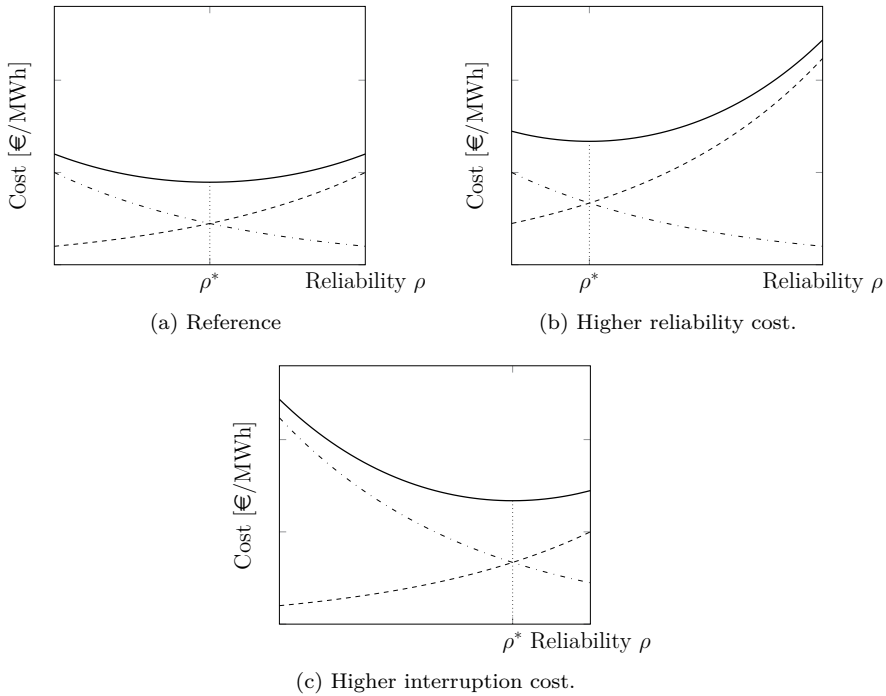 Cost [€/MWh]
ρ*
Reliability ρ
(a) Reference
Cost [€/MWh]
ρ*
Reliability ρ
(b) Higher reliability cost.
Cost [€/MWh]
ρ* Reliability ρ
(c) Higher interruption cost.